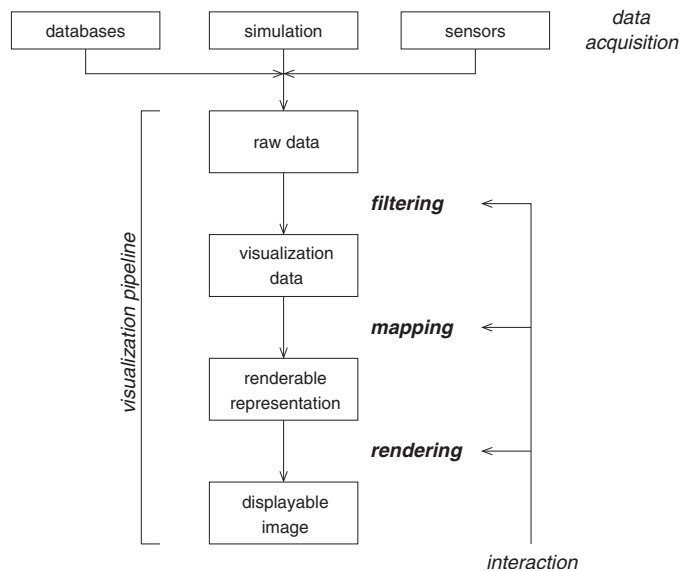 databases
simulation
sensors
data
acquisition
raw data
filtering
visualization
data
mapping
renderable
representation
rendering
displayable
image
visualization pipeline
interaction